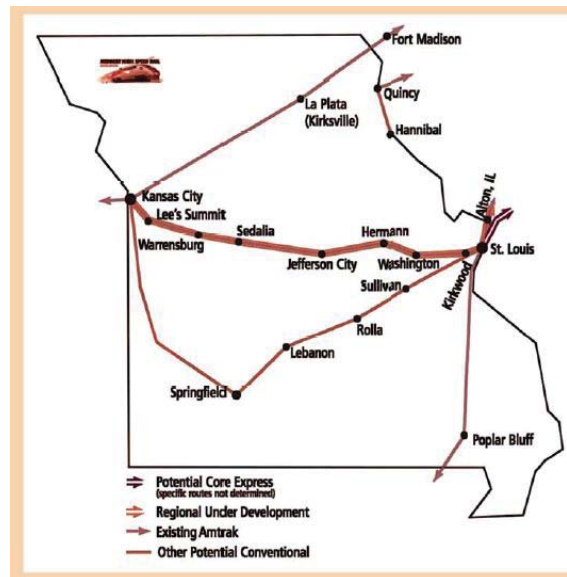 Fort Madison
La Plata
(Kirksville)
Quincy
Hannibal
Kansas City
Lee's Summit
Warrensburg
Sedalia
Jefferson City
Hermann
Washington
Alton, IL
St. Louis
Kirkwood
Sullivan
Rolla
Lebanon
Springfield
Poplar Bluff
Potential Core Express
(specific routes not determined)
Regional Under Development
Existing Amtrak
Other Potential Conventional